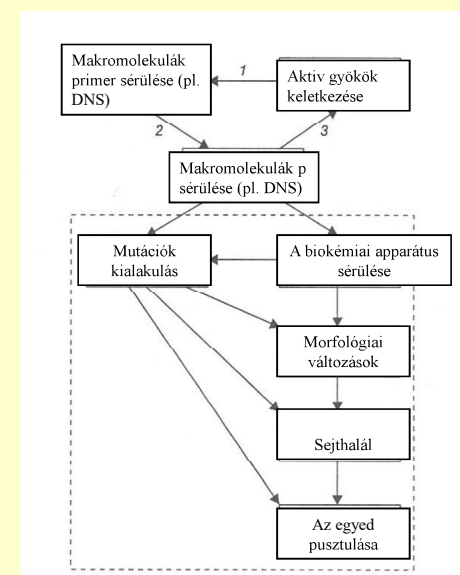 Makromolekulák
primer sérülése (pl.
DNS)
1
Aktiv gyökök
keletkezése
2
3
Makromolekulák p
sérülése (pl. DNS)
Mutációk
kialakulás
A biokémiai apparátus
sérülése
Morfológiai
változások
Sejthalál
Az egyed
pusztulása